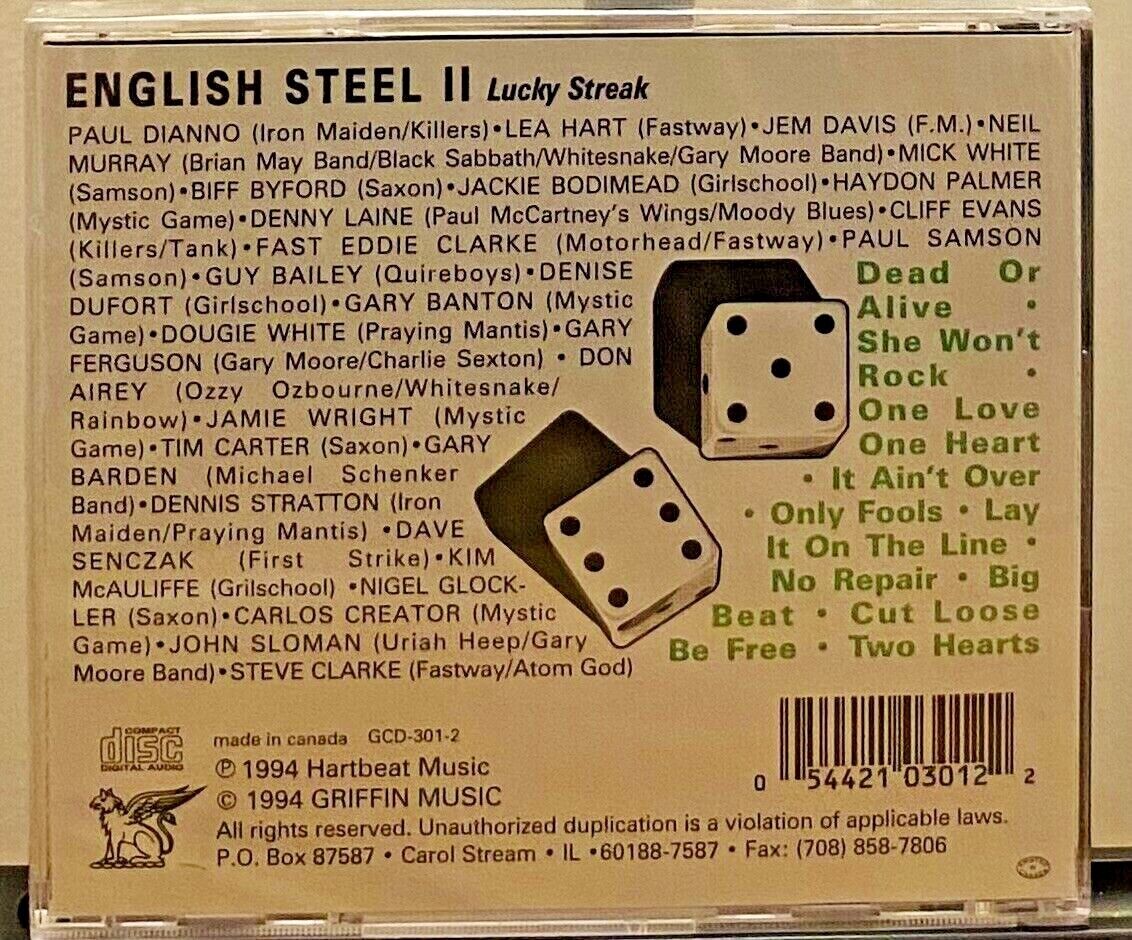 ENGLISH STEEL II Lucky Streak
PAUL DIANNO (Iron Maiden/Killers)•LEA HART (Fastway)•JEM DAVIS (F.M.)•NEIL
MURRAY (Brian May Band/Black Sabbath/Whitesnake/Gary Moore Band)•MICK WHITE
(Samson)•BIFF BYFORD (Saxon)•JACKIE BODIMEAD (Girlschool)•HAYDON PALMER
(Mystic Game)•DENNY LAINE (Paul McCartney's Wings/Moody Blues)•CLIFF EVANS
(Killers/Tank)•FAST EDDIE CLARKE (Motorhead/Fastway)•PAUL SAMSON
(Samson)•GUY BAILEY (Quireboys)•DENISE
DUFORT (Girlschool)•GARY BANTON (Mystic
Game)•DOUGIE WHITE (Praying Mantis)•GARY
FERGUSON (Gary Moore/Charlie Sexton) • DON
AIREY (Ozzy Ozbourne/Whitesnake/
Rainbow)•JAMIE WRIGHT (Mystic
Game)•TIM CARTER (Saxon)•GARY
BARDEN (Michael Schenker
Band)•DENNIS STRATTON (Iron
Maiden/Praying Mantis) •DAVE
SENCZAK (First Strike)•KIM
McAULIFFE (Grilschool) •NIGEL GLOCK-
LER (Saxon)•CARLOS CREATOR (Mystic
Game)•JOHN SLOMAN (Uriah Heep/Gary
Moore Band)•STEVE CLARKE (Fastway/Atom God)
Dead Or
Alive •
She Won't
Rock •
One Love
One Heart
• It Ain't Over
• Only Fools • Lay
It On The Line •
No Repair • Big
Beat • Cut Loose
Be Free • Two Hearts
COMPACT
disc
DIGITAL AUDIO
made in canada GCD-301-2
℗ 1994 Hartbeat Music
© 1994 GRIFFIN MUSIC
All rights reserved. Unauthorized duplication is a violation of applicable laws.
P.O. Box 87587 • Carol Stream • IL •60188-7587 • Fax: (708) 858-7806
0 54421 03012 2